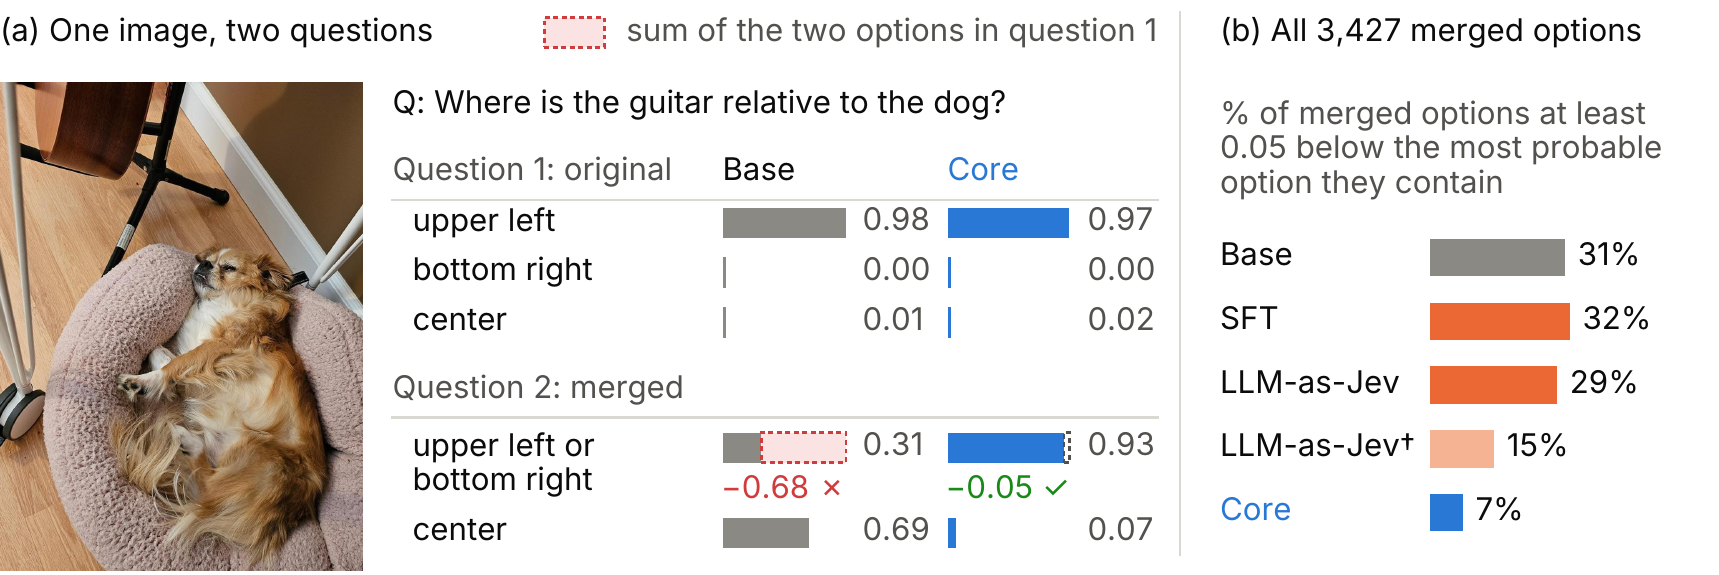 (a) One image, two questions
sum of the two options in question 1
Q: Where is the guitar relative to the dog?
Question 1: original Base Core
upper left 0.98 0.97
bottom right 0.00 0.00
center 0.01 0.02
Question 2: merged
upper left or 0.31 0.93
bottom right −0.68 × −0.05 ✓
center 0.69 0.07
(b) All 3,427 merged options
% of merged options at least
0.05 below the most probable
option they contain
Base 31%
SFT 32%
LLM-as-Jev 29%
LLM-as-Jev† 15%
Core 7%